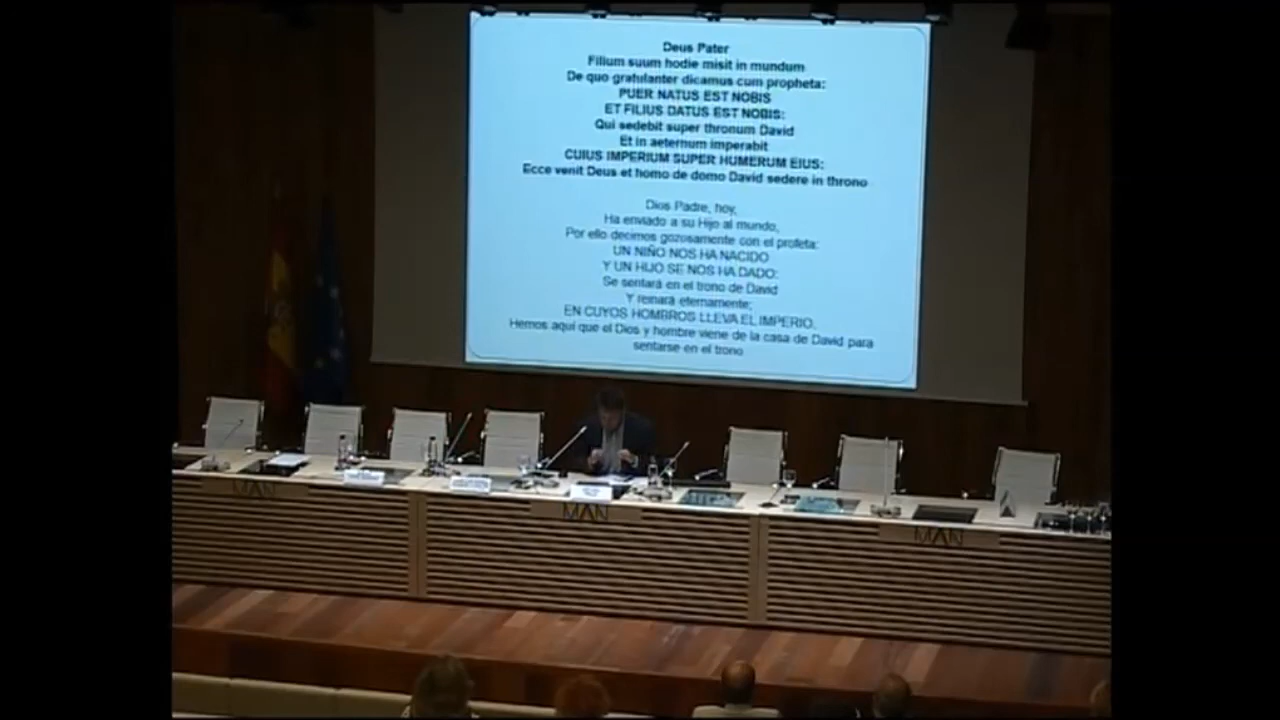 Deus Pater
Filium suum hodie misit in mundum
De quo gratulanter dicamus cum propheta:
PUER NATUS EST NOBIS
ET FILIUS DATUS EST NOBIS:
Qui sedebit super thronum David
Et in aeternum imperabit
CUIUS IMPERIUM SUPER HUMERUM EIUS:
Ecce venit Deus et homo de domo David sedere in throno
Dios Padre, hoy,
Ha enviado a su Hijo al mundo,
Por ello decimos gozosamente con el profeta:
UN NIÑO NOS HA NACIDO
Y UN HIJO SE NOS HA DADO:
Se sentará en el trono de David
Y reinará eternamente;
EN CUYOS HOMBROS LLEVA EL IMPERIO.
Hemos aquí que el Dios y hombre viene de la casa de David para
sentarse en el trono
MAN
MAN
MAN